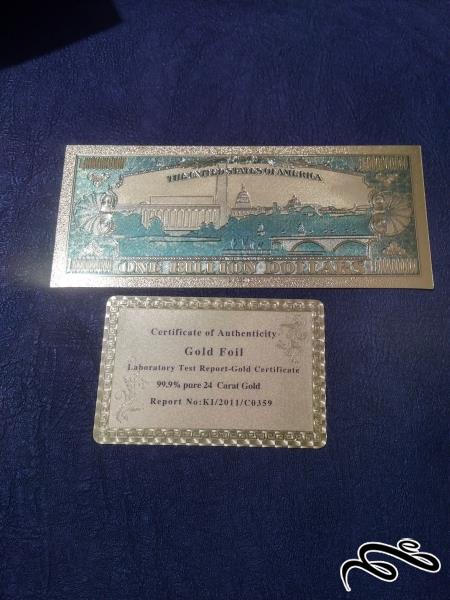 THE UNITED STATES OF AMERICA
ONE BILLION DOLLARS
Certificate of Authenticity
Gold Foil
Laboratory Test Report-Gold Certificate
99.9% pure 24 Carat Gold
Report No:KI/2011/C0359